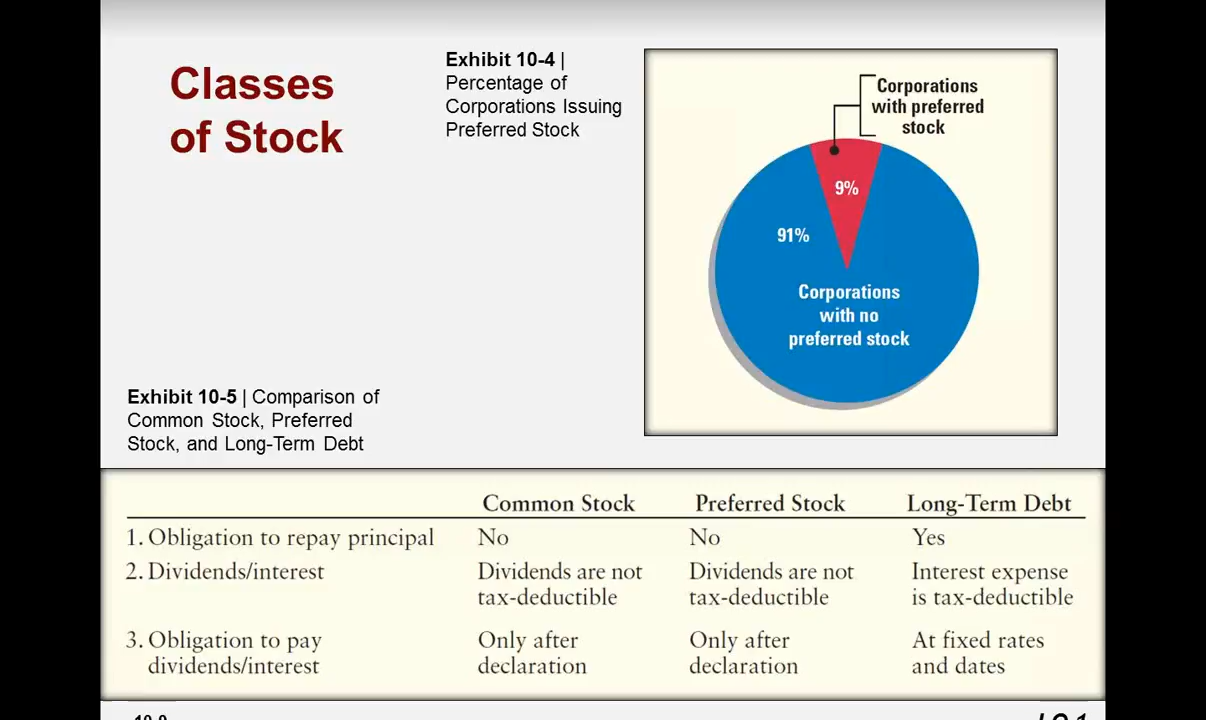 Classes
of Stock
Exhibit 10-4 |
Percentage of
Corporations Issuing
Preferred Stock
Corporations
with preferred
stock
9%
91%
Corporations
with no
preferred stock
Exhibit 10-5 | Comparison of
Common Stock, Preferred
Stock, and Long-Term Debt
Common Stock Preferred Stock Long-Term Debt
1. Obligation to repay principal No No Yes
2. Dividends/interest Dividends are not Dividends are not Interest expense
tax-deductible tax-deductible is tax-deductible
3. Obligation to pay Only after Only after At fixed rates
dividends/interest declaration declaration and dates